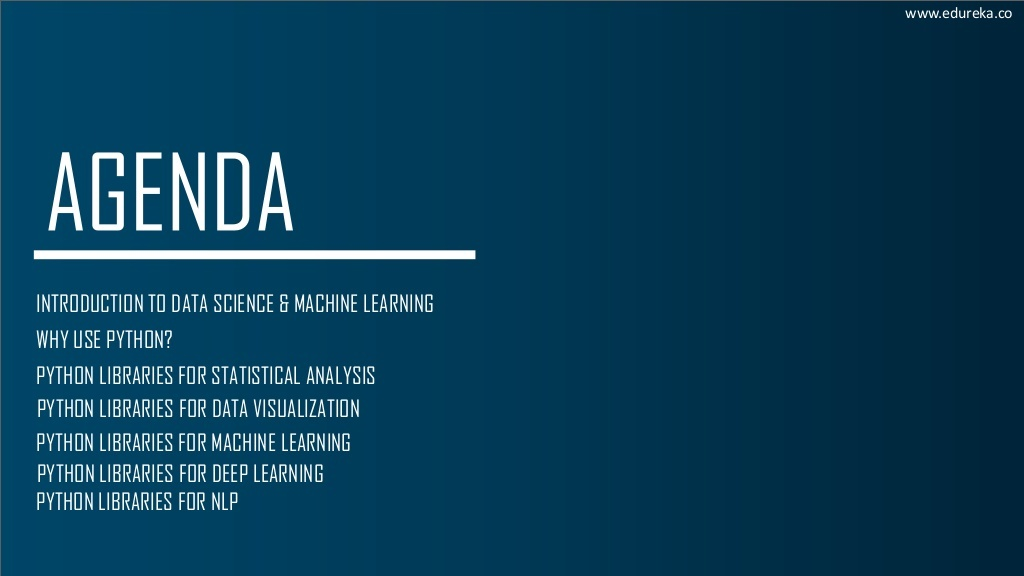 www.edureka.co
AGENDA
INTRODUCTION TO DATA SCIENCE & MACHINE LEARNING
WHY USE PYTHON?
PYTHON LIBRARIES FOR STATISTICAL ANALYSIS
PYTHON LIBRARIES FOR DATA VISUALIZATION
PYTHON LIBRARIES FOR MACHINE LEARNING
PYTHON LIBRARIES FOR DEEP LEARNING
PYTHON LIBRARIES FOR NLP